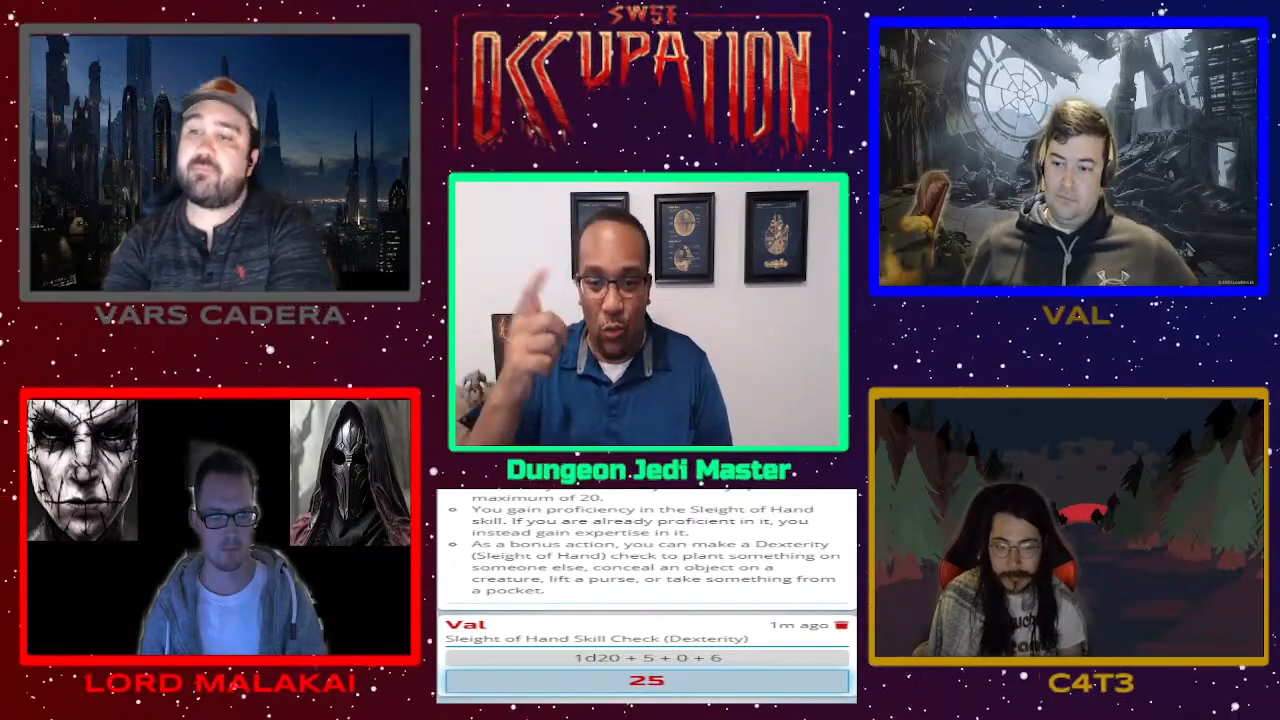 SW5E
OCCUPATION
VARS CADERA
VAL
Dungeon Jedi Master
maximum of 20.
You gain proficiency in the Sleight of Hand
skill. If you are already proficient in it, you
instead gain expertise in it.
As a bonus action, you can make a Dexterity
(Sleight of Hand) check to plant something on
someone else, conceal an object on a
creature, lift a purse, or take something from
a pocket.
Val 1m ago
Sleight of Hand Skill Check (Dexterity)
1d20 + 5 + 0 + 6
25
LORD MALAKAI
C4T3